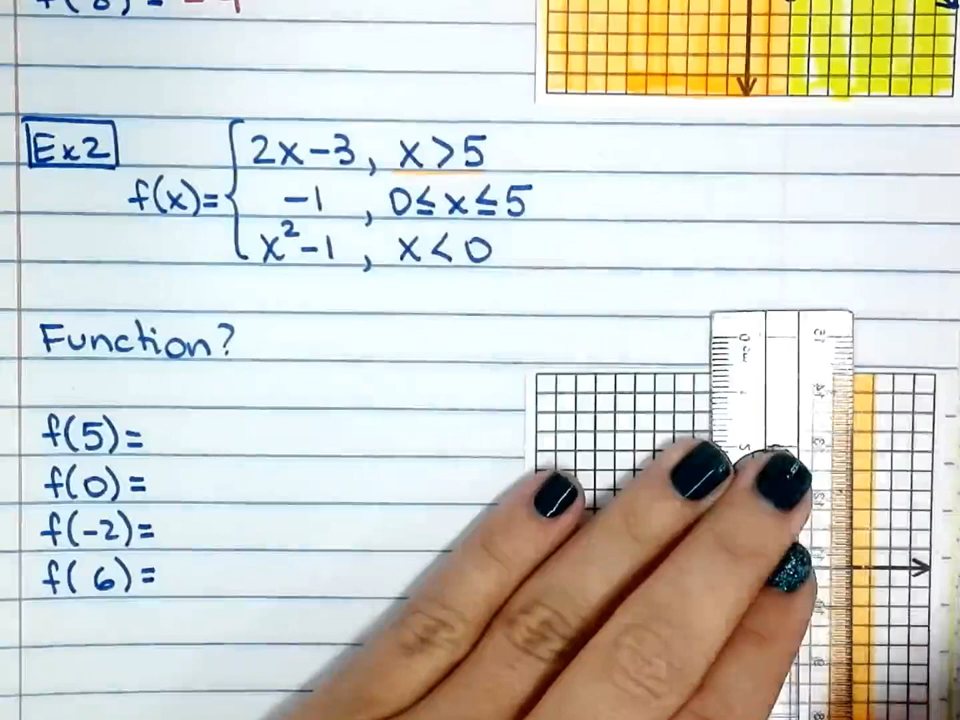 Ex2
f(x)= { 2x-3, x>5
-1, 0≤x≤5
x²-1, x<0
Function?
f(5)=
f(0)=
f(-2)=
f(6)=